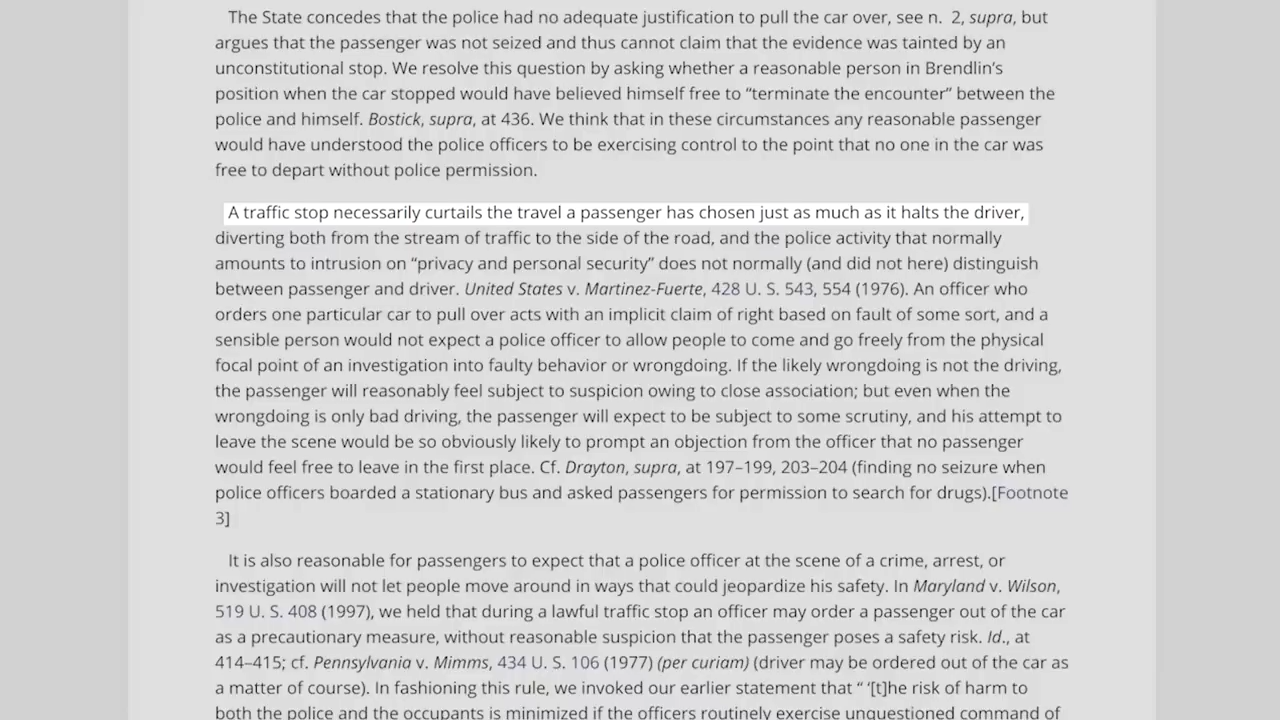 The State concedes that the police had no adequate justification to pull the car over, see n. 2, supra, but
argues that the passenger was not seized and thus cannot claim that the evidence was tainted by an
unconstitutional stop. We resolve this question by asking whether a reasonable person in Brendlin’s
position when the car stopped would have believed himself free to “terminate the encounter” between the
police and himself. Bostick, supra, at 436. We think that in these circumstances any reasonable passenger
would have understood the police officers to be exercising control to the point that no one in the car was
free to depart without police permission.
A traffic stop necessarily curtails the travel a passenger has chosen just as much as it halts the driver,
diverting both from the stream of traffic to the side of the road, and the police activity that normally
amounts to intrusion on “privacy and personal security” does not normally (and did not here) distinguish
between passenger and driver. United States v. Martinez-Fuerte, 428 U. S. 543, 554 (1976). An officer who
orders one particular car to pull over acts with an implicit claim of right based on fault of some sort, and a
sensible person would not expect a police officer to allow people to come and go freely from the physical
focal point of an investigation into faulty behavior or wrongdoing. If the likely wrongdoing is not the driving,
the passenger will reasonably feel subject to suspicion owing to close association; but even when the
wrongdoing is only bad driving, the passenger will expect to be subject to some scrutiny, and his attempt to
leave the scene would be so obviously likely to prompt an objection from the officer that no passenger
would feel free to leave in the first place. Cf. Drayton, supra, at 197–199, 203–204 (finding no seizure when
police officers boarded a stationary bus and asked passengers for permission to search for drugs).[Footnote
3]
It is also reasonable for passengers to expect that a police officer at the scene of a crime, arrest, or
investigation will not let people move around in ways that could jeopardize his safety. In Maryland v. Wilson,
519 U. S. 408 (1997), we held that during a lawful traffic stop an officer may order a passenger out of the car
as a precautionary measure, without reasonable suspicion that the passenger poses a safety risk. Id., at
414–415; cf. Pennsylvania v. Mimms, 434 U. S. 106 (1977) (per curiam) (driver may be ordered out of the car as
a matter of course). In fashioning this rule, we invoked our earlier statement that “ ‘[t]he risk of harm to
both the police and the occupants is minimized if the officers routinely exercise unquestioned command of